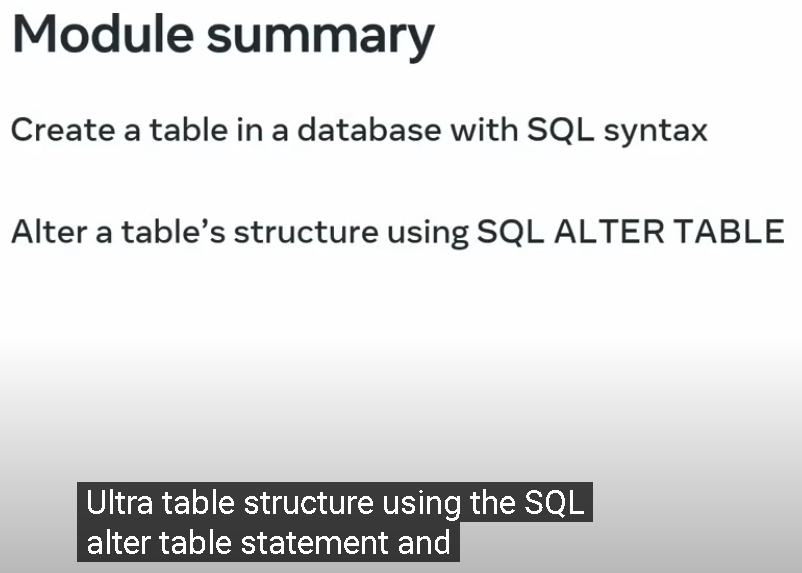 Module summary
Create a table in a database with SQL syntax
Alter a table’s structure using SQL ALTER TABLE
Ultra table structure using the SQL
alter table statement and